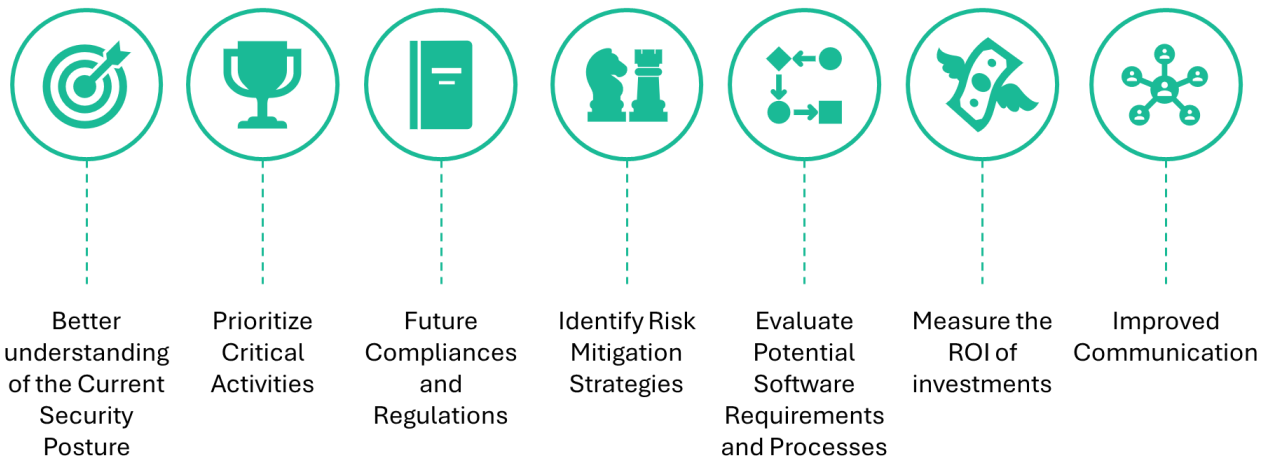 Better
understanding
of the Current
Security
Posture
Prioritize
Critical
Activities
Future
Compliances
and
Regulations
Identify Risk
Mitigation
Strategies
Evaluate
Potential
Software
Requirements
and Processes
Measure the
ROI of
investments
Improved
Communication